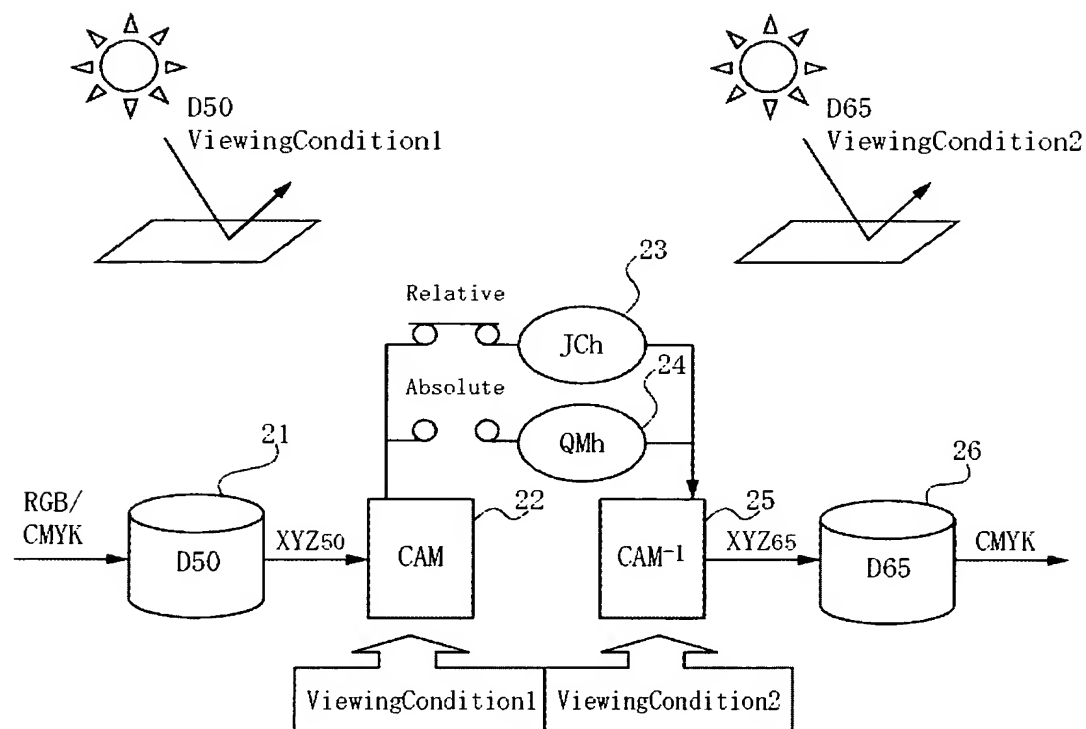 D50
ViewingCondition1
D65
ViewingCondition2
23
Relative
JCh
24
Absolute
QMh
21
22
25
26
RGB/
CMYK
D50
XYZ50
CAM
CAM-1
XYZ65
D65
CMYK
ViewingCondition1
ViewingCondition2